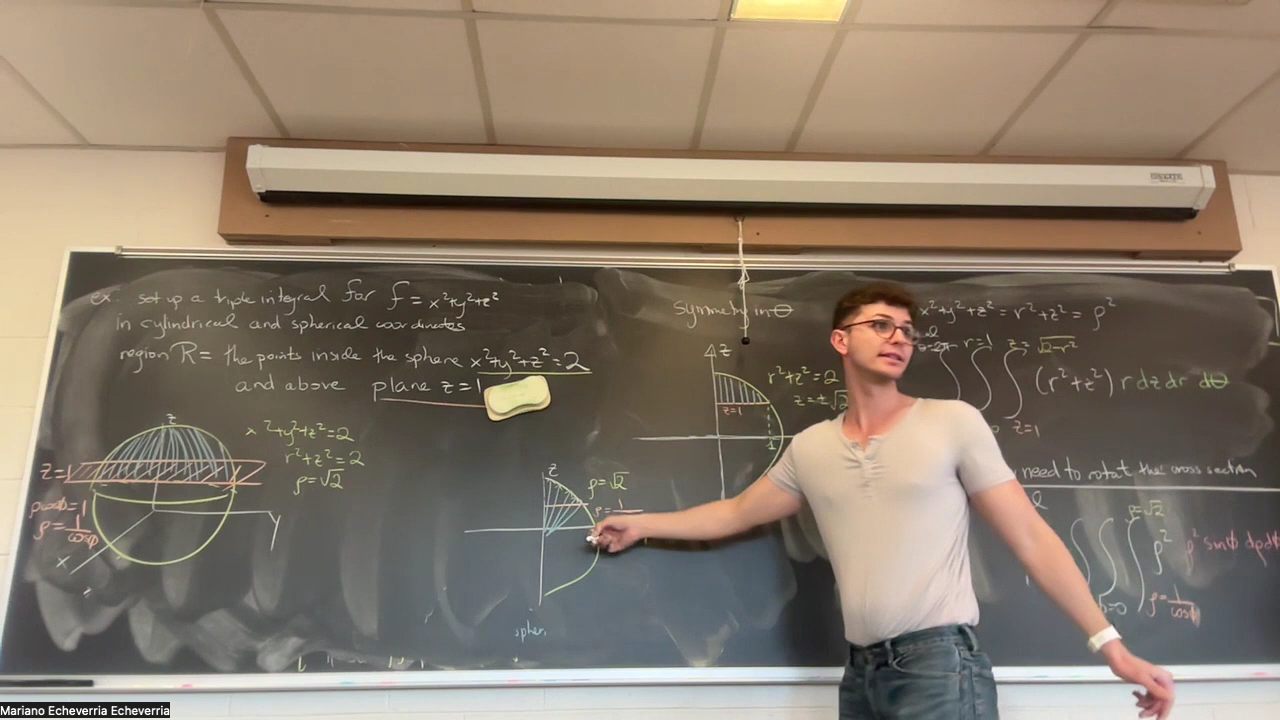 ex: set up a triple integral for f = x²+y²+z²
in cylindrical and spherical coordinates
region R = the points inside the sphere x²+y²+z² = 2
and above plane z=1
z
x²+y²+z²=2
r²+z²=2
ρ=√2
z=1
ρcosϕ=1
ρ=1/cosϕ
y
x
z
ρ=√2
symmetry in θ
z
r²+z²=2
z=±√2
z=1
1
x²+y²+z² = r²+z² = ρ²
r=1 z=√2-r²
∫∫∫ (r²+z²) r dz dr dθ
z=1
need to rotate the cross section
ρ=√2
∫∫∫ ρ² ρ² sinϕ dρ dϕ
ρ=1/cosϕ
spher
Mariano Echeverria Echeverria